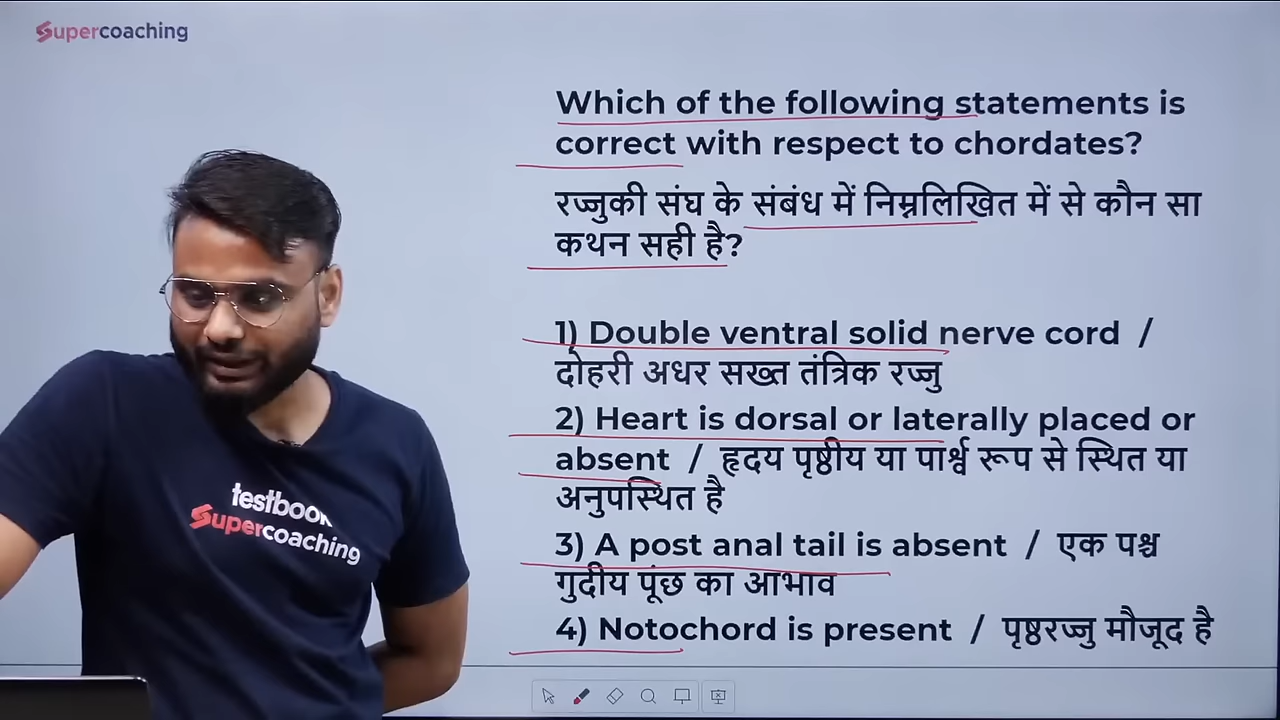 Supercoaching
Which of the following statements is
correct with respect to chordates?
रज्जुकी संघ के संबंध में निम्नलिखित में से कौन सा
कथन सही है?
1) Double ventral solid nerve cord /
दोहरी अधर सख्त तंत्रिक रज्जु
2) Heart is dorsal or laterally placed or
absent / हृदय पृष्ठीय या पार्श्व रूप से स्थित या
अनुपस्थित है
3) A post anal tail is absent / एक पश्च
गुदीय पूंछ का आभाव
4) Notochord is present / पृष्ठरज्जु मौजूद है
testbook
Supercoaching